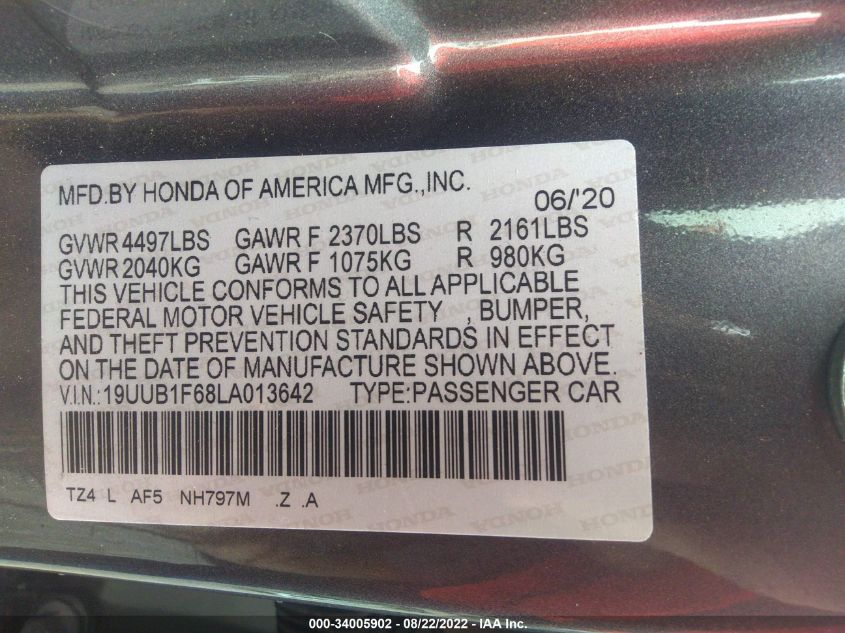 MFD.BY HONDA OF AMERICA MFG.,INC.
06/'20
GVWR 4497LBS GAWR F 2370LBS R 2161LBS
GVWR 2040KG GAWR F 1075KG R 980KG
THIS VEHICLE CONFORMS TO ALL APPLICABLE
FEDERAL MOTOR VEHICLE SAFETY , BUMPER,
AND THEFT PREVENTION STANDARDS IN EFFECT
ON THE DATE OF MANUFACTURE SHOWN ABOVE.
V.I.N.:19UUB1F68LA013642 TYPE:PASSENGER CAR
TZ4 L AF5 NH797M .Z .A
000-34005902 - 08/22/2022 - IAA Inc.